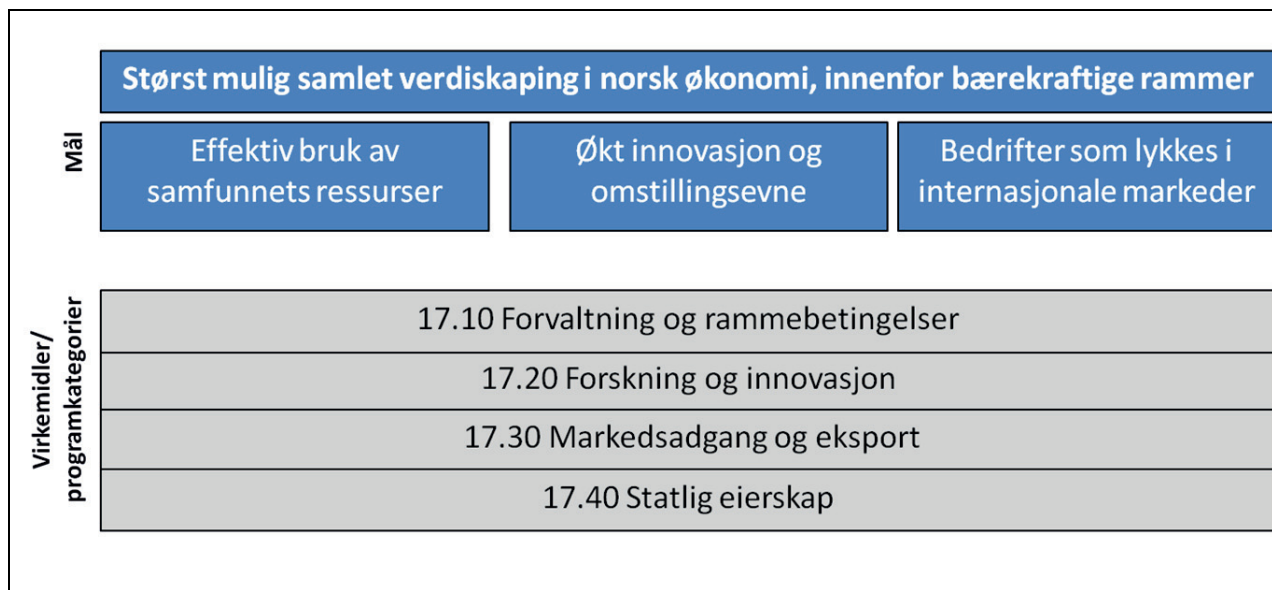 Størst mulig samlet verdiskaping i norsk økonomi, innenfor bærekraftige rammer
Mål
Effektiv bruk av
samfunnets ressurser
Økt innovasjon og
omstillingsevne
Bedrifter som lykkes i
internasjonale markeder
Virkemidler/
programkategorier
17.10 Forvaltning og rammebetingelser
17.20 Forskning og innovasjon
17.30 Markedsadgang og eksport
17.40 Statlig eierskap